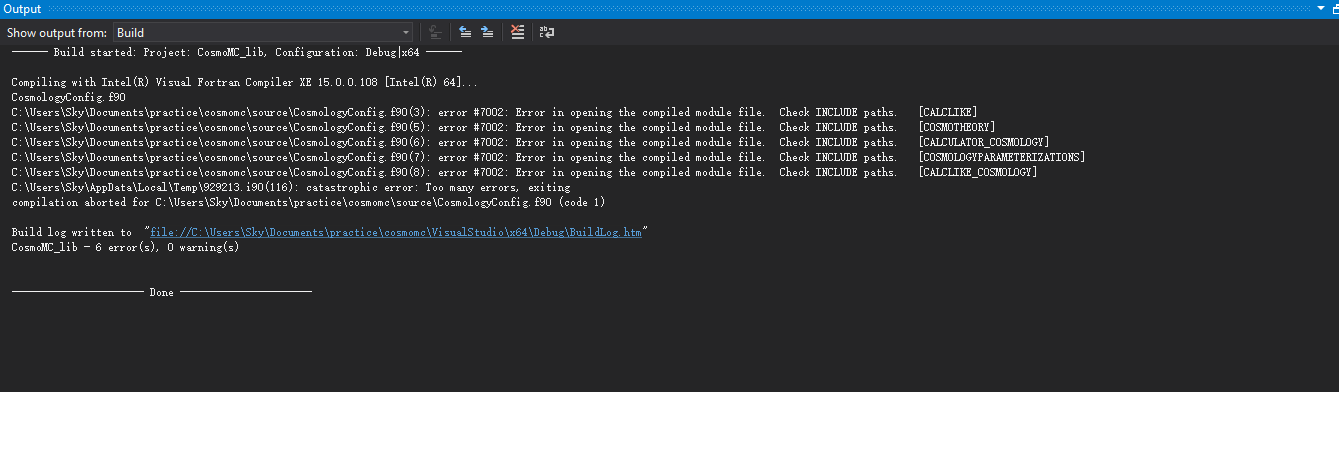 Output
Show output from: Build
------ Build started: Project: CosmoMC_lib, Configuration: Debug|x64 ------
Compiling with Intel(R) Visual Fortran Compiler XE 15.0.0.108 [Intel(R) 64]...
CosmologyConfig.f90
C:\Users\Sky\Documents\practice\cosmomc\source\CosmologyConfig.f90(3): error #7002: Error in opening the compiled module file.  Check INCLUDE paths.   [CALCLIKE]
C:\Users\Sky\Documents\practice\cosmomc\source\CosmologyConfig.f90(5): error #7002: Error in opening the compiled module file.  Check INCLUDE paths.   [COSMOTHEORY]
C:\Users\Sky\Documents\practice\cosmomc\source\CosmologyConfig.f90(6): error #7002: Error in opening the compiled module file.  Check INCLUDE paths.   [CALCULATOR_COSMOLOGY]
C:\Users\Sky\Documents\practice\cosmomc\source\CosmologyConfig.f90(7): error #7002: Error in opening the compiled module file.  Check INCLUDE paths.   [COSMOLOGYPARAMETERIZATIONS]
C:\Users\Sky\Documents\practice\cosmomc\source\CosmologyConfig.f90(8): error #7002: Error in opening the compiled module file.  Check INCLUDE paths.   [CALCLIKE_COSMOLOGY]
C:\Users\Sky\AppData\Local\Temp\929213.i90(116): catastrophic error: Too many errors, exiting
compilation aborted for C:\Users\Sky\Documents\practice\cosmomc\source\CosmologyConfig.f90 (code 1)
Build log written to  "file://C:\Users\Sky\Documents\practice\cosmomc\VisualStudio\x64\Debug\BuildLog.htm"
CosmoMC_lib - 6 error(s), 0 warning(s)
---------------------- Done ----------------------